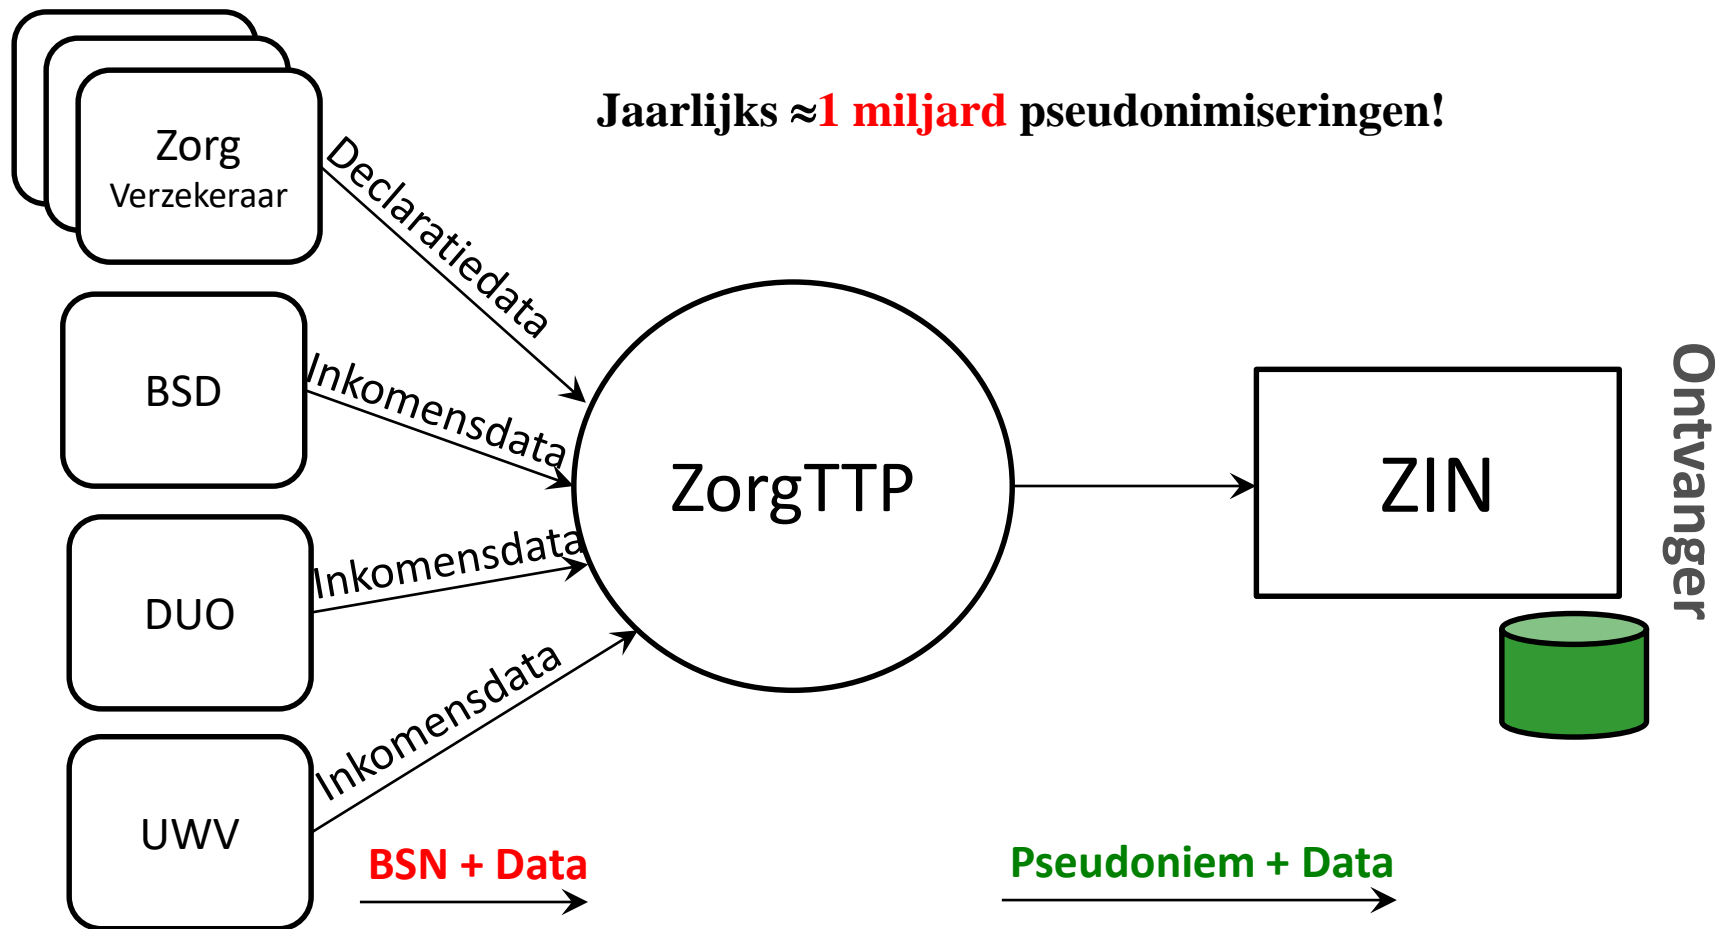 Jaarlijks ≈1 miljard pseudonimiseringen!
Zorg
Verzekeraar
Declaratiedata
BSD
Inkomensdata
DUO
Inkomensdata
UWV
Inkomensdata
ZorgTTP
ZIN
Ontvanger
BSN + Data
Pseudoniem + Data